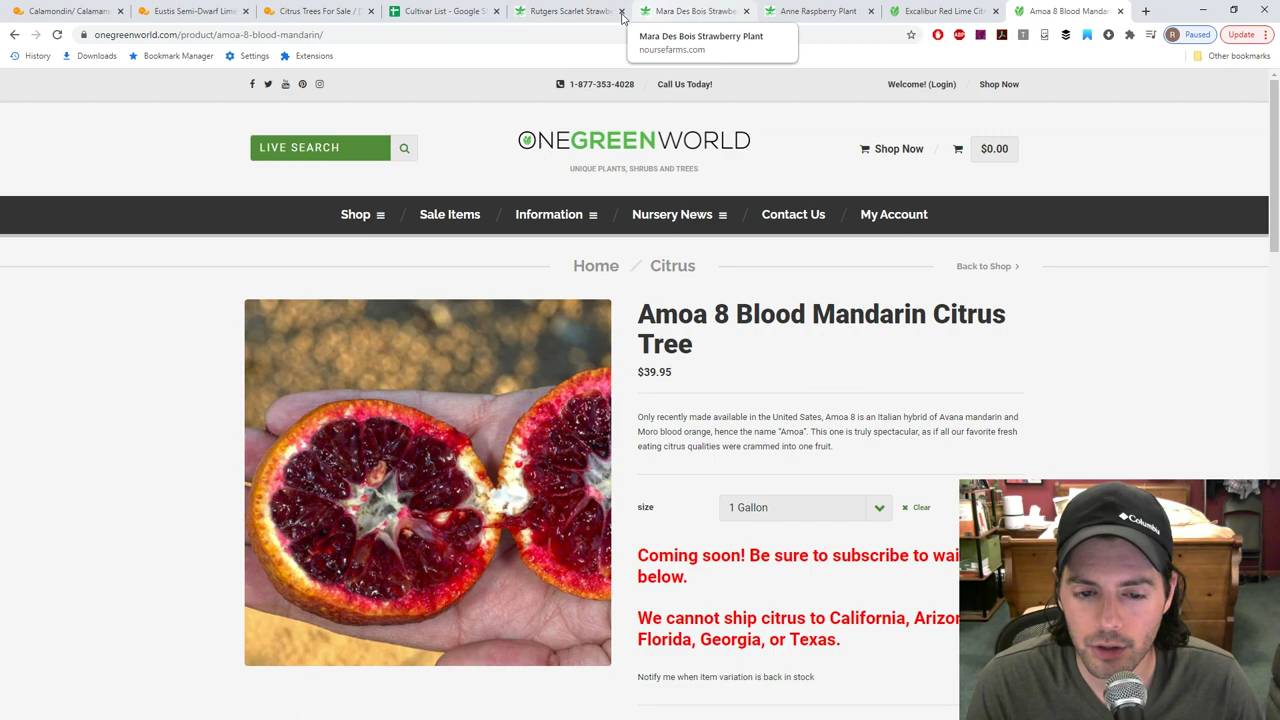 Calamondin/ Calaman
Eustis Semi-Dwarf Lime
Citrus Trees For Sale / [
Cultivar List - Google S
Rutgers Scarlet Strawbe
Mara Des Bois Strawbe
Anne Raspberry Plant
Excalibur Red Lime Citr
Amoa 8 Blood Mandari
onegreenworld.com/product/amoa-8-blood-mandarin/
Paused
Update
Mara Des Bois Strawberry Plant
noursefarms.com
History
Downloads
Bookmark Manager
Settings
Extensions
Other bookmarks
1-877-353-4028
Call Us Today!
Welcome! (Login)
Shop Now
LIVE SEARCH
ONEGREENWORLD
UNIQUE PLANTS, SHRUBS AND TREES
Shop Now / $0.00
Shop / Sale Items / Information / Nursery News / Contact Us / My Account
Home / Citrus
Back to Shop
Amoa 8 Blood Mandarin Citrus
Tree
$39.95
Only recently made available in the United Sates, Amoa 8 is an Italian hybrid of Avana mandarin and
Moro blood orange, hence the name “Amoa”. This one is truly spectacular, as if all our favorite fresh
eating citrus qualities were crammed into one fruit.
size
1 Gallon
Clear
Coming soon! Be sure to subscribe to wai
below.
We cannot ship citrus to California, Arizo
Florida, Georgia, or Texas.
Notify me when item variation is back in stock
Columbia